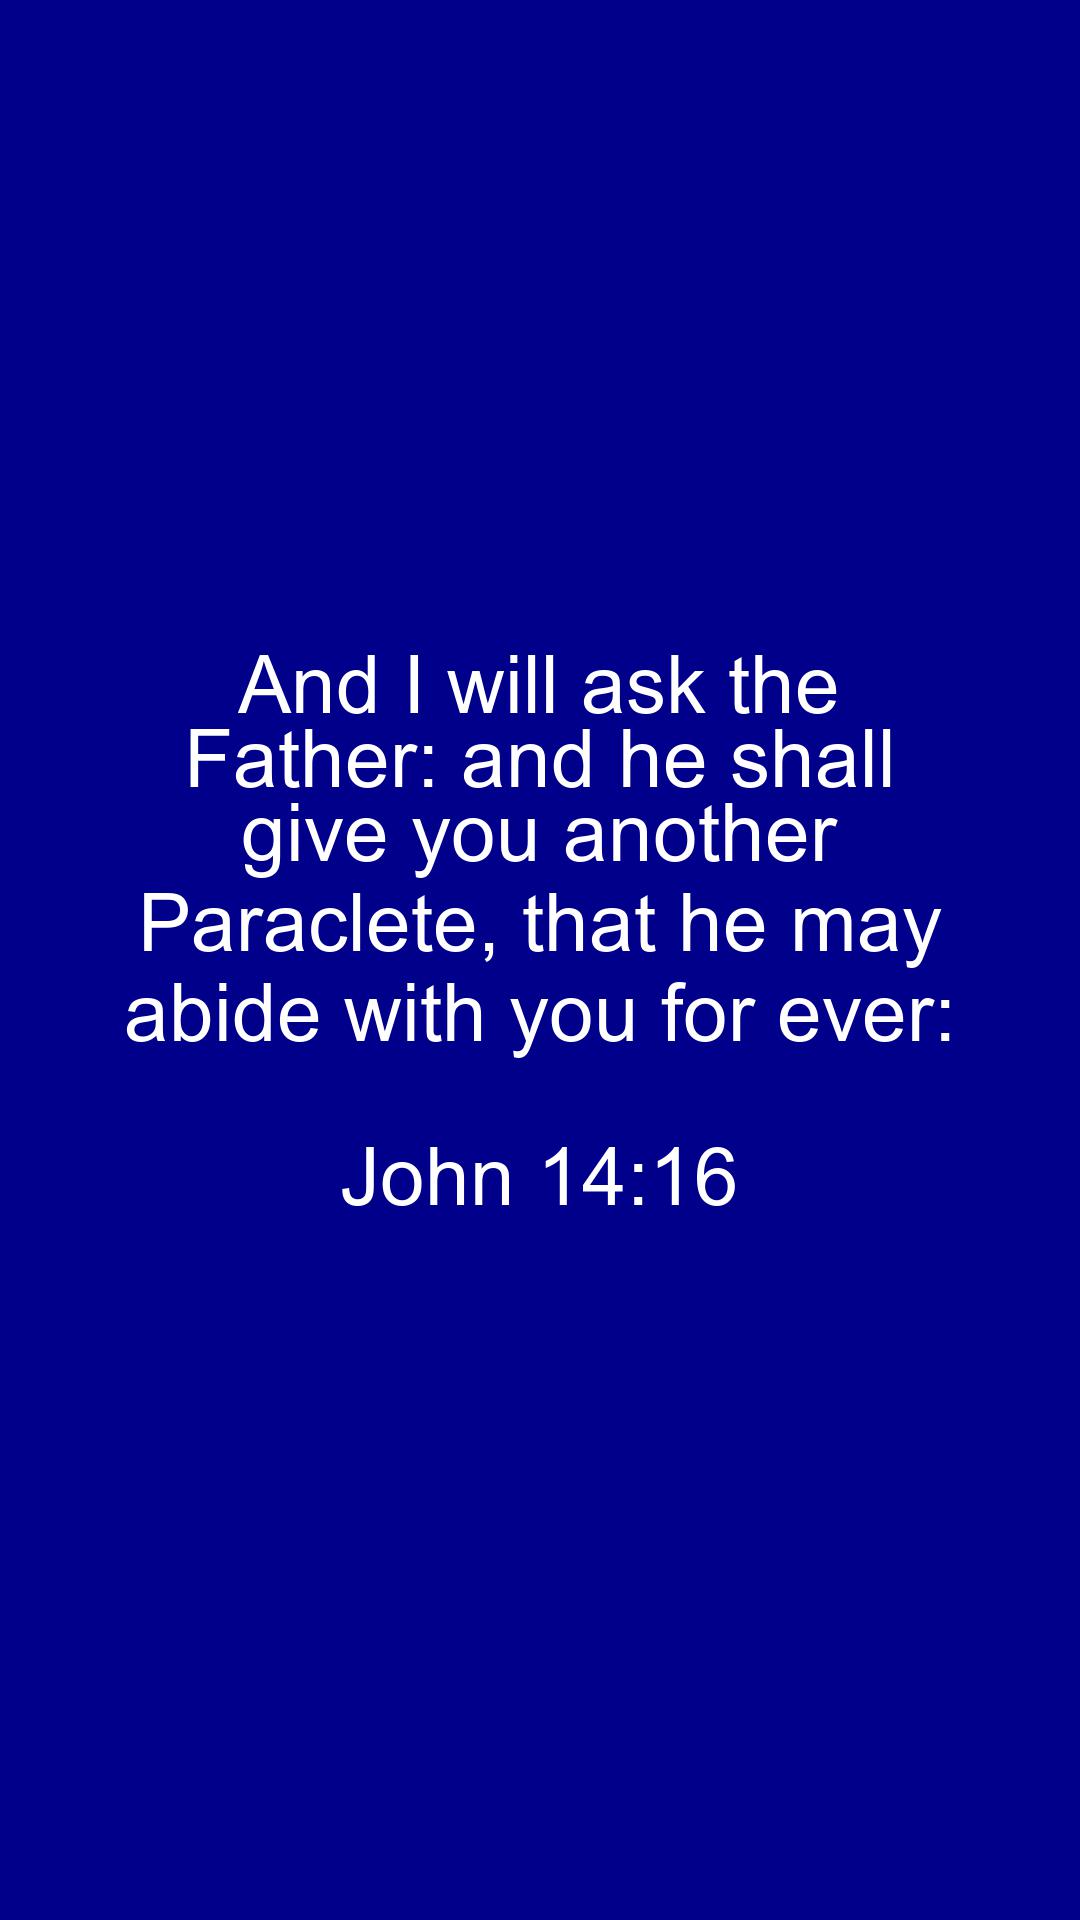 And I will ask the
Father: and he shall
give you another
Paraclete, that he may
abide with you for ever:
John 14:16